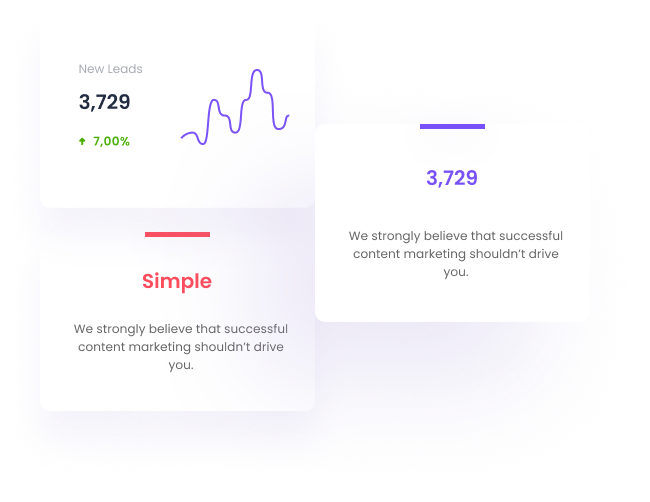 New Leads
3,729
7,00%
3,729
We strongly believe that successful
content marketing shouldn’t drive
you.
Simple
We strongly believe that successful
content marketing shouldn’t drive
you.